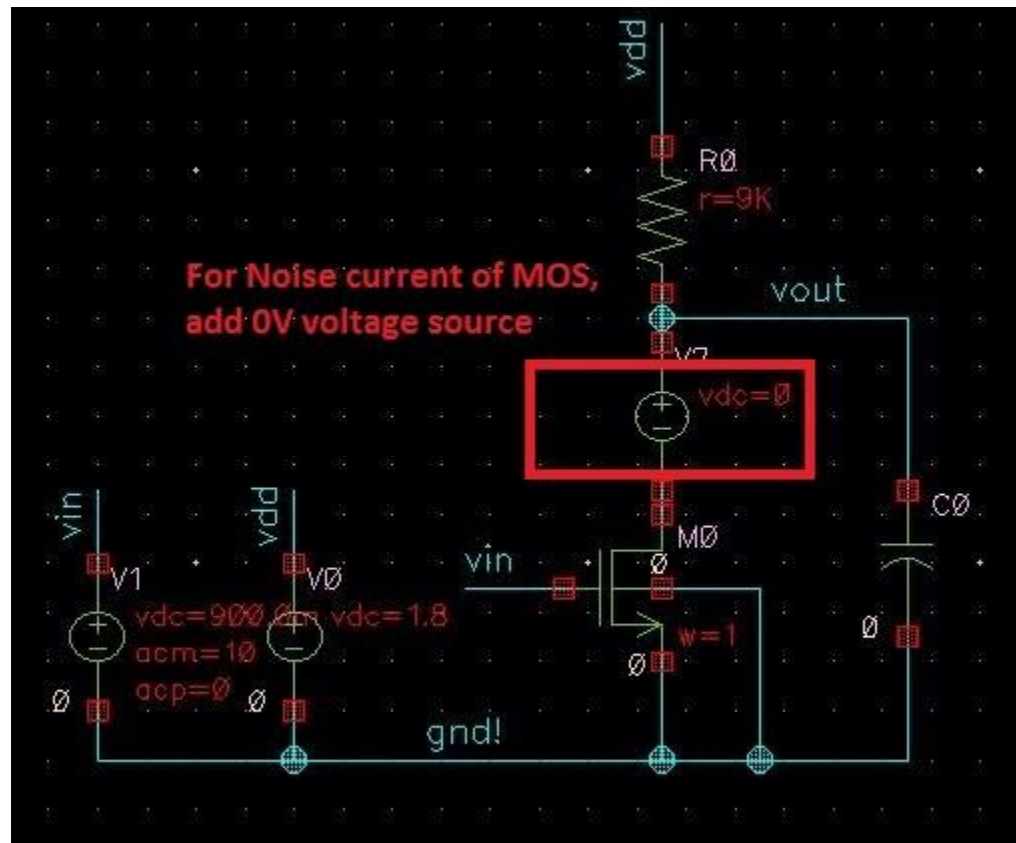 vdd
R0
r=9K
For Noise current of MOS,
add 0V voltage source
vout
vdc=0
vin
vdd
C0
M0
vin
0
V1
V0
vdc=900.0m vdc=1.8
acm=10
w=1
0
0
acp=0
0
0
gnd!